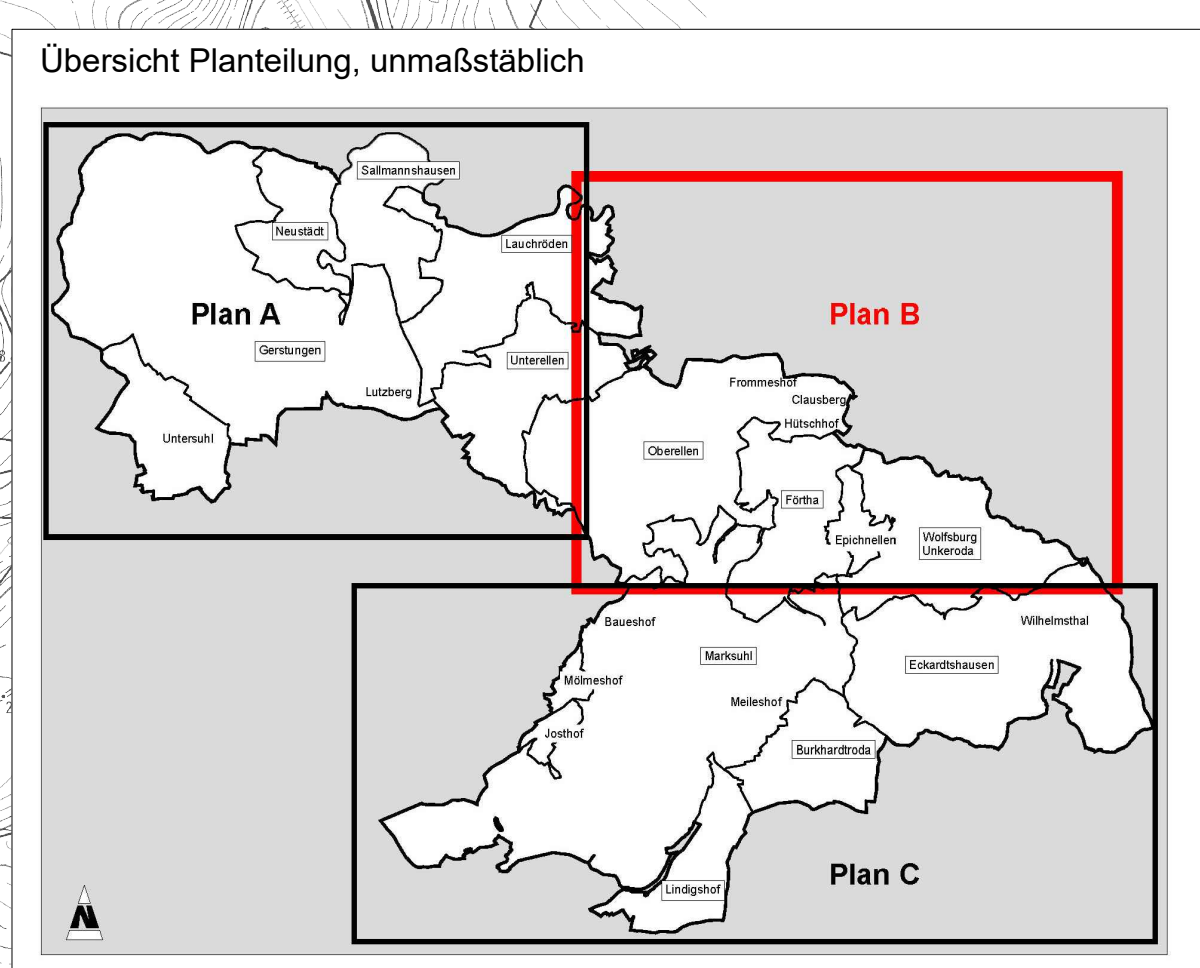 Übersicht Planteilung, unmaßstäblich
Sallmannshausen
Neustädt
Lauchröden
Plan A
Plan B
Gerstungen
Unterellen
Lutzberg
Frommeshof
Clausberg
Hütschhof
Untersuhl
Oberellen
Förtha
Epichnellen
Wolfsburg
Unkeroda
Baueshof
Wilhelmsthal
Marksuhl
Eckardtshausen
Mölmeshof
Meileshof
Josthof
Burkhardtroda
Plan C
Lindigshof
N